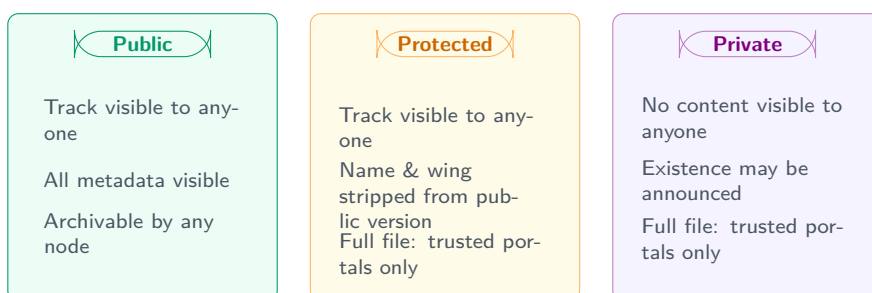 Public
Track visible to any-
one
All metadata visible
Archivable by any
node
Protected
Track visible to any-
one
Name & wing
stripped from pub-
lic version
Full file: trusted por-
tals only
Private
No content visible to
anyone
Existence may be
announced
Full file: trusted por-
tals only